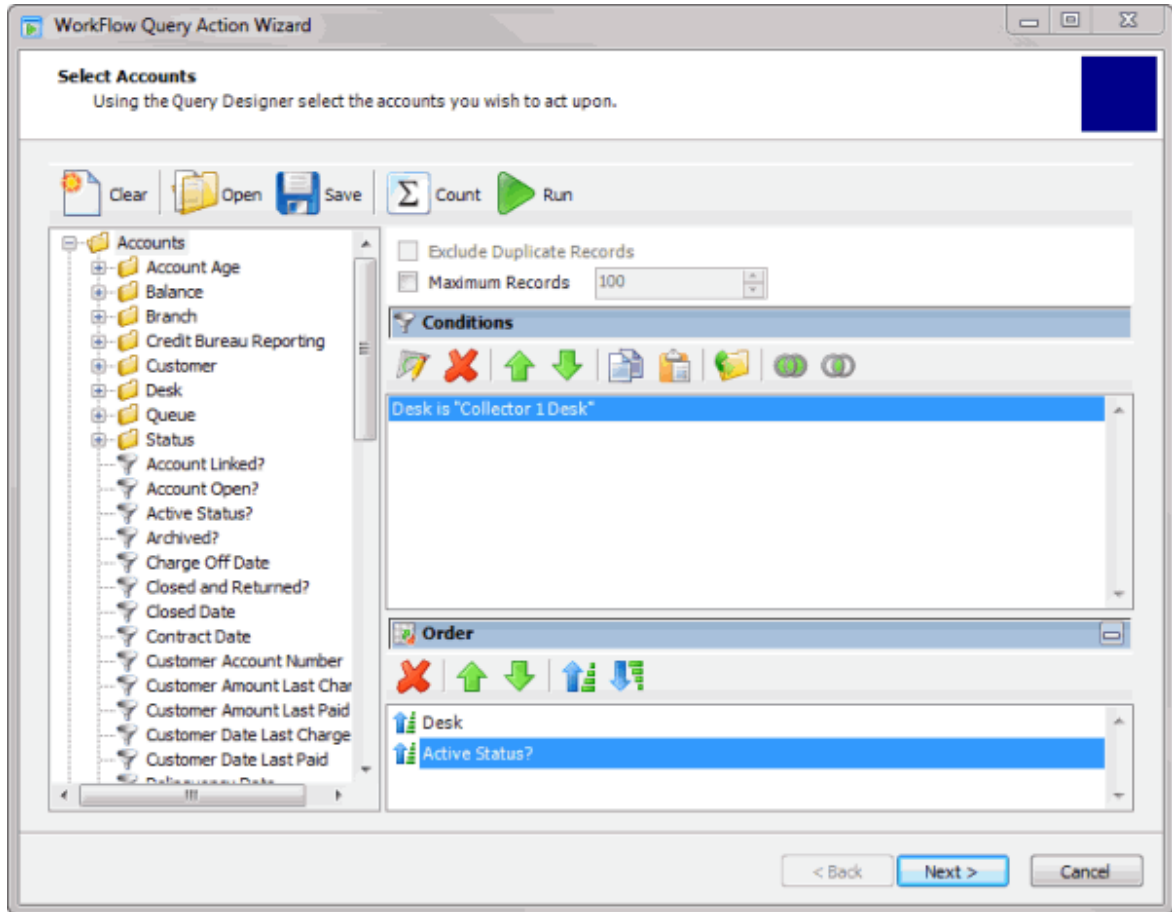 WorkFlow Query Action Wizard
Select Accounts
Using the Query Designer select the accounts you wish to act upon.
Clear Open Save Σ Count Run
Accounts
Account Age
Balance
Branch
Credit Bureau Reporting
Customer
Desk
Queue
Status
Account Linked?
Account Open?
Active Status?
Archived?
Charge Off Date
Closed and Returned?
Closed Date
Contract Date
Customer Account Number
Customer Amount Last Char
Customer Amount Last Paid
Customer Date Last Charge
Customer Date Last Paid
Delinquency Date
Exclude Duplicate Records
Maximum Records 100
Conditions
Desk is "Collector 1 Desk"
Order
Desk
Active Status?
< Back Next > Cancel